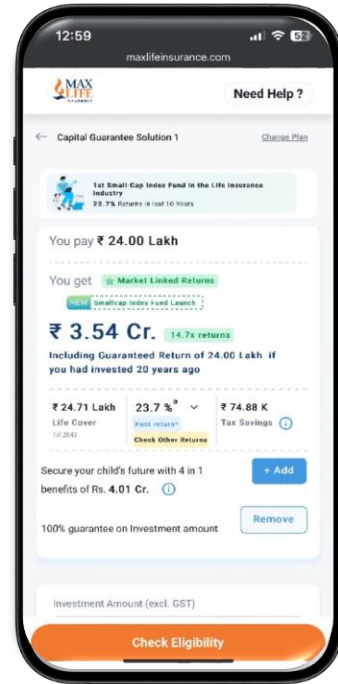 12:59
52
maxlifeinsurance.com
MAX
LIFE
Need Help ?
← Capital Guarantee Solution 1
Change Plan
1st Small-Cap Index Fund in the Life Insurance
Industry
23.7% Returns in last 10 Years
You pay ₹ 24.00 Lakh
You get Market Linked Returns
NEW Smallcap Index Fund Launch
₹ 3.54 Cr. 14.7x returns
Including Guaranteed Return of 24.00 Lakh if
you had invested 20 years ago
₹ 24.71 Lakh 23.7 % ₹ 74.88 K
Life Cover Past return* Tax Savings
Till 2043 Check Other Returns
Secure your child's future with 4 in 1
benefits of Rs. 4.01 Cr.
+ Add
100% guarantee on Investment amount
Remove
Investment Amount (excl. GST)
Check Eligibility